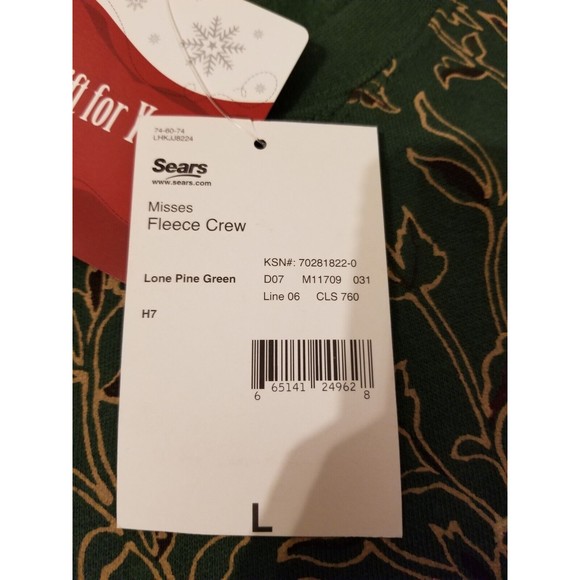 ft for Y
74-60-74
LHKJJ8224
Sears
www.sears.com
Misses
Fleece Crew
KSN#: 70281822-0
Lone Pine Green D07 M11709 031
Line 06 CLS 760
H7
6 65141 24962 8
L